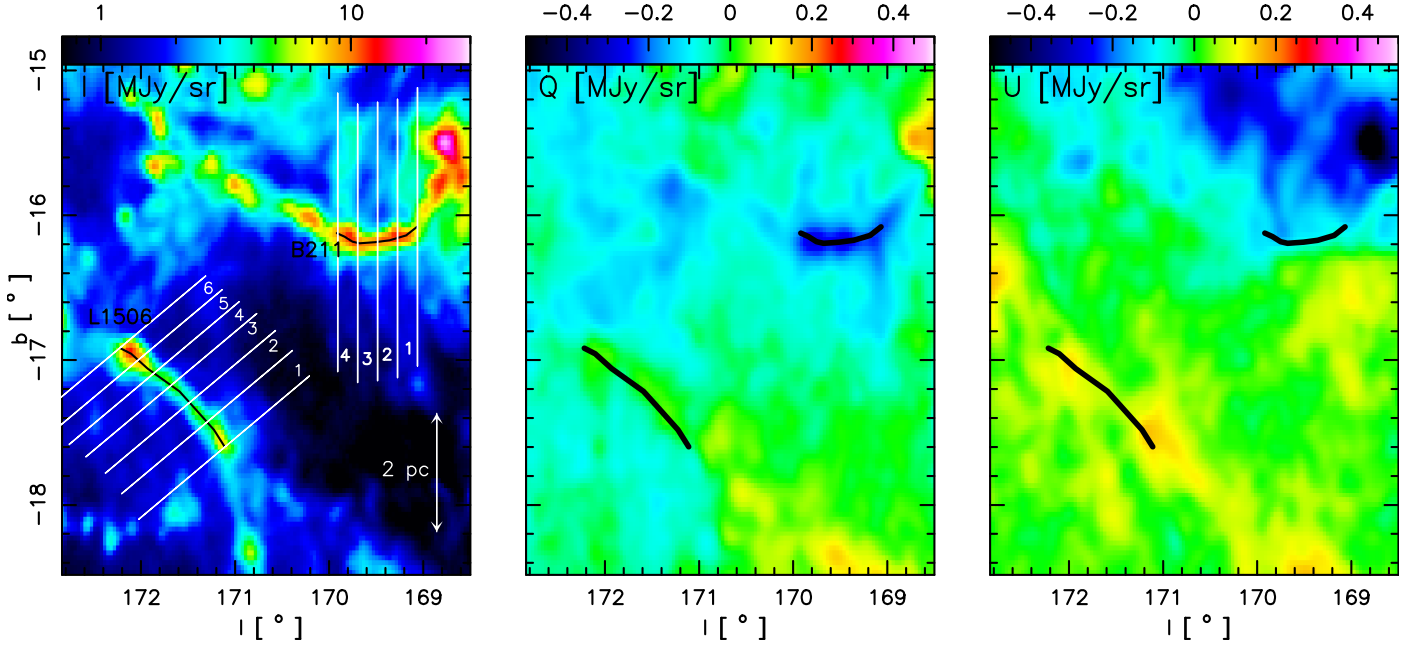 1 10
-0.4 -0.2 0 0.2 0.4
-0.4 -0.2 0 0.2 0.4
I [MJy/sr]
Q [MJy/sr]
U [MJy/sr]
-15
-16
-17
-18
b [°]
B211
L1506
6
5
4
3
2
1
4 3 2 1
2 pc
172 171 170 169
172 171 170 169
172 171 170 169
l [°]
l [°]
l [°]